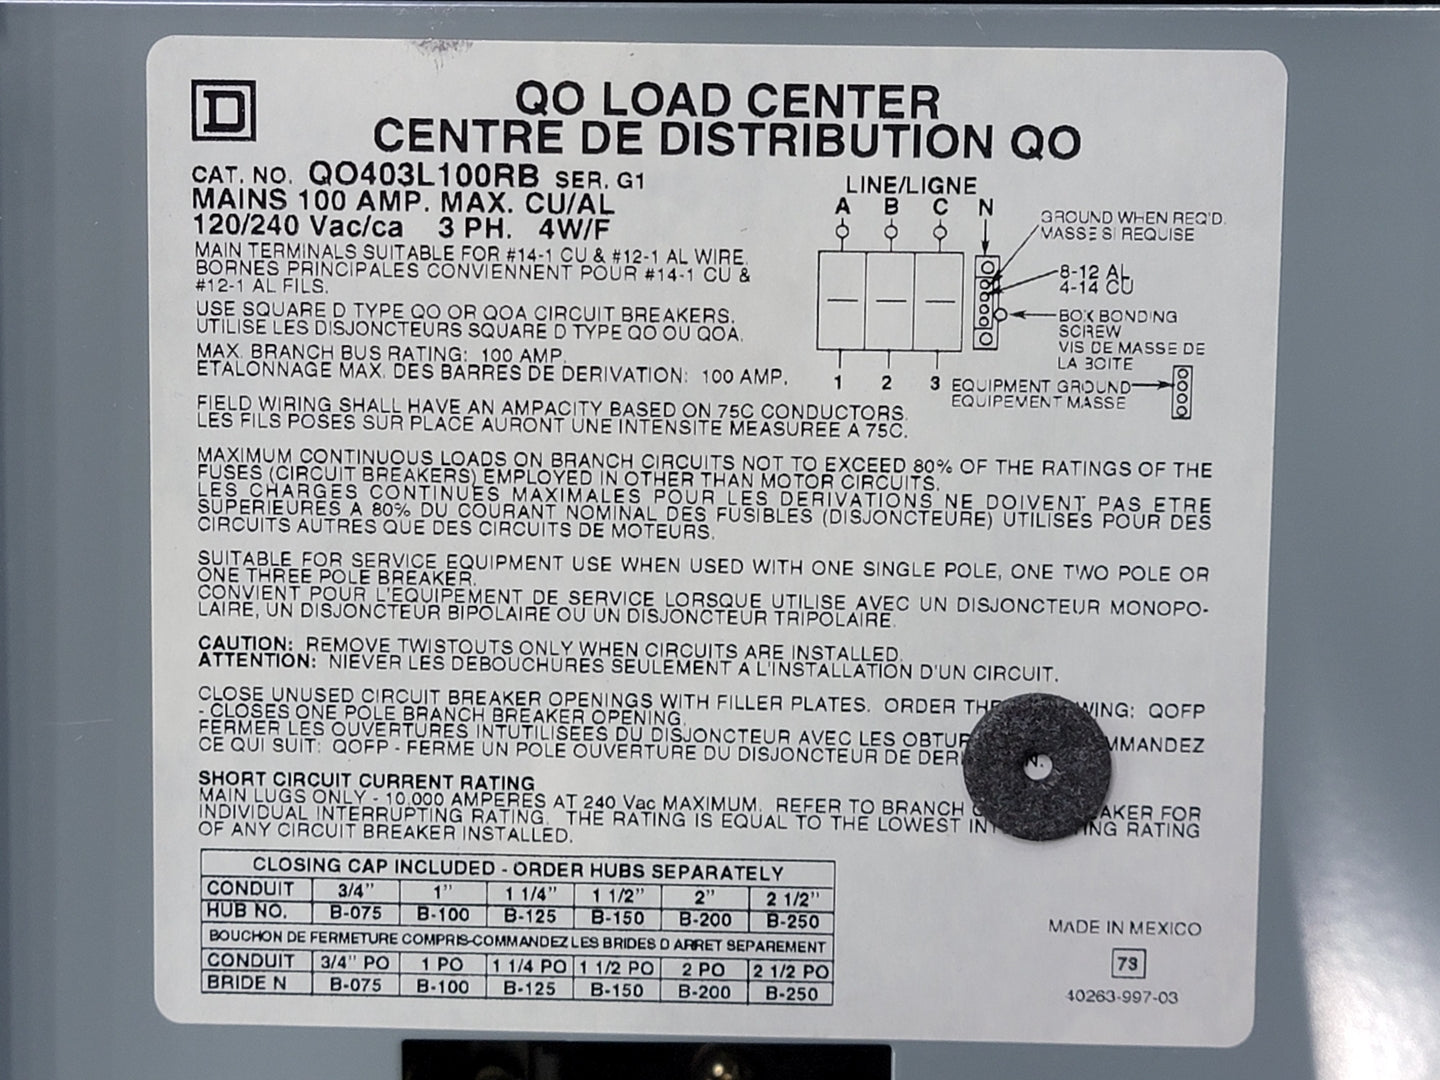 D
QO LOAD CENTER
CENTRE DE DISTRIBUTION QO
CAT. NO. QO403L100RB SER. G1
MAINS 100 AMP. MAX. CU/AL
120/240 Vac/ca 3 PH. 4W/F
MAIN TERMINALS SUITABLE FOR #14-1 CU & #12-1 AL WIRE.
BORNES PRINCIPALES CONVIENNENT POUR #14-1 CU &
#12-1 AL FILS.
USE SQUARE D TYPE QO OR QOA CIRCUIT BREAKERS.
UTILISE LES DISJONCTEURS SQUARE D TYPE QO OU QOA.
MAX. BRANCH BUS RATING: 100 AMP.
ETALONNAGE MAX. DES BARRES DE DERIVATION: 100 AMP.
LINE/LIGNE
A B C N
GROUND WHEN REQ'D.
MASSE SI REQUISE
8-12 AL
4-14 CU
BOX BONDING
SCREW
VIS DE MASSE DE
LA BOITE
1 2 3
EQUIPMENT GROUND
EQUIPEMENT MASSE
FIELD WIRING SHALL HAVE AN AMPACITY BASED ON 75C CONDUCTORS.
LES FILS POSES SUR PLACE AURONT UNE INTENSITE MEASUREE A 75C.
MAXIMUM CONTINUOUS LOADS ON BRANCH CIRCUITS NOT TO EXCEED 80% OF THE RATINGS OF THE
FUSES (CIRCUIT BREAKERS) EMPLOYED IN OTHER THAN MOTOR CIRCUITS.
LES CHARGES CONTINUES MAXIMALES POUR LES DERIVATIONS NE DOIVENT PAS ETRE
SUPERIEURES A 80% DU COURANT NOMINAL DES FUSIBLES (DISJONCTEURE) UTILISES POUR DES
CIRCUITS AUTRES QUE DES CIRCUITS DE MOTEURS.
SUITABLE FOR SERVICE EQUIPMENT USE WHEN USED WITH ONE SINGLE POLE, ONE TWO POLE OR
ONE THREE POLE BREAKER.
CONVIENT POUR L'EQUIPEMENT DE SERVICE LORSQUE UTILISE AVEC UN DISJONCTEUR MONOPO-
LAIRE, UN DISJONCTEUR BIPOLAIRE OU UN DISJONCTEUR TRIPOLAIRE.
CAUTION: REMOVE TWISTOUTS ONLY WHEN CIRCUITS ARE INSTALLED.
ATTENTION: NIEVER LES DEBOUCHURES SEULEMENT A L'INSTALLATION D'UN CIRCUIT.
CLOSE UNUSED CIRCUIT BREAKER OPENINGS WITH FILLER PLATES. ORDER THE WING: QOFP
- CLOSES ONE POLE BRANCH BREAKER OPENING.
FERMER LES OUVERTURES INTUTILISEES DU DISJONCTEUR AVEC LES OBTUR MMANDEZ
CE QUI SUIT: QOFP - FERME UN POLE OUVERTURE DU DISJONCTEUR DE DERI N.
SHORT CIRCUIT CURRENT RATING
MAIN LUGS ONLY - 10,000 AMPERES AT 240 Vac MAXIMUM. REFER TO BRANCH AKER FOR
INDIVIDUAL INTERRUPTING RATING. THE RATING IS EQUAL TO THE LOWEST INT NG RATING
OF ANY CIRCUIT BREAKER INSTALLED.
CLOSING CAP INCLUDED - ORDER HUBS SEPARATELY
CONDUIT 3/4" 1" 1 1/4" 1 1/2" 2" 2 1/2"
HUB NO. B-075 B-100 B-125 B-150 B-200 B-250
BOUCHON DE FERMETURE COMPRIS-COMMANDEZ LES BRIDES D ARRET SEPAREMENT
CONDUIT 3/4" PO 1 PO 1 1/4 PO 1 1/2 PO 2 PO 2 1/2 PO
BRIDE N B-075 B-100 B-125 B-150 B-200 B-250
MADE IN MEXICO
73
40263-997-03